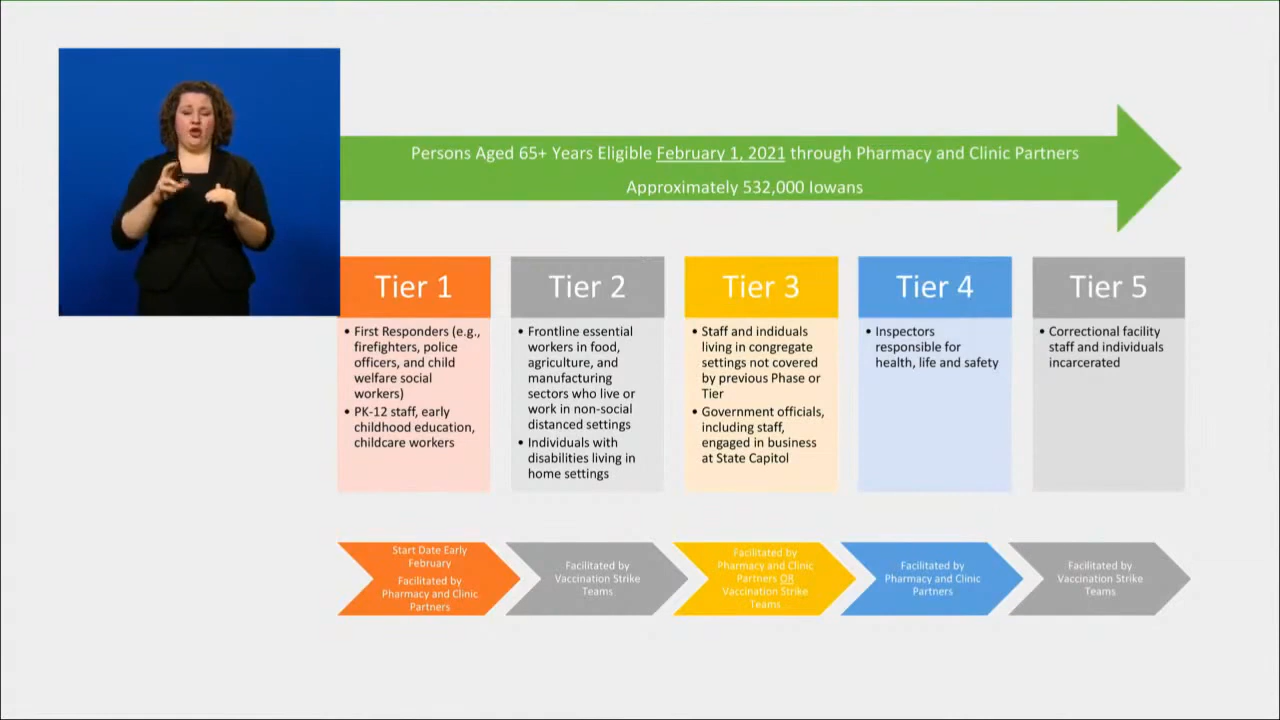 Persons Aged 65+ Years Eligible February 1, 2021 through Pharmacy and Clinic Partners
Approximately 532,000 Iowans
Tier 1
• First Responders (e.g.,
firefighters, police
officers, and child
welfare social
workers)
• PK-12 staff, early
childhood education,
childcare workers
Tier 2
• Frontline essential
workers in food,
agriculture, and
manufacturing
sectors who live or
work in non-social
distanced settings
• Individuals with
disabilities living in
home settings
Tier 3
• Staff and indiduals
living in congregate
settings not covered
by previous Phase or
Tier
• Government officials,
including staff,
engaged in business
at State Capitol
Tier 4
• Inspectors
responsible for
health, life and safety
Tier 5
• Correctional facility
staff and individuals
incarcerated
Start Date Early
February
Facilitated by
Pharmacy and Clinic
Partners
Facilitated by
Vaccination Strike
Teams
Facilitated by
Pharmacy and Clinic
Partners OR
Vaccination Strike
Teams
Facilitated by
Pharmacy and Clinic
Partners
Facilitated by
Vaccination Strike
Teams